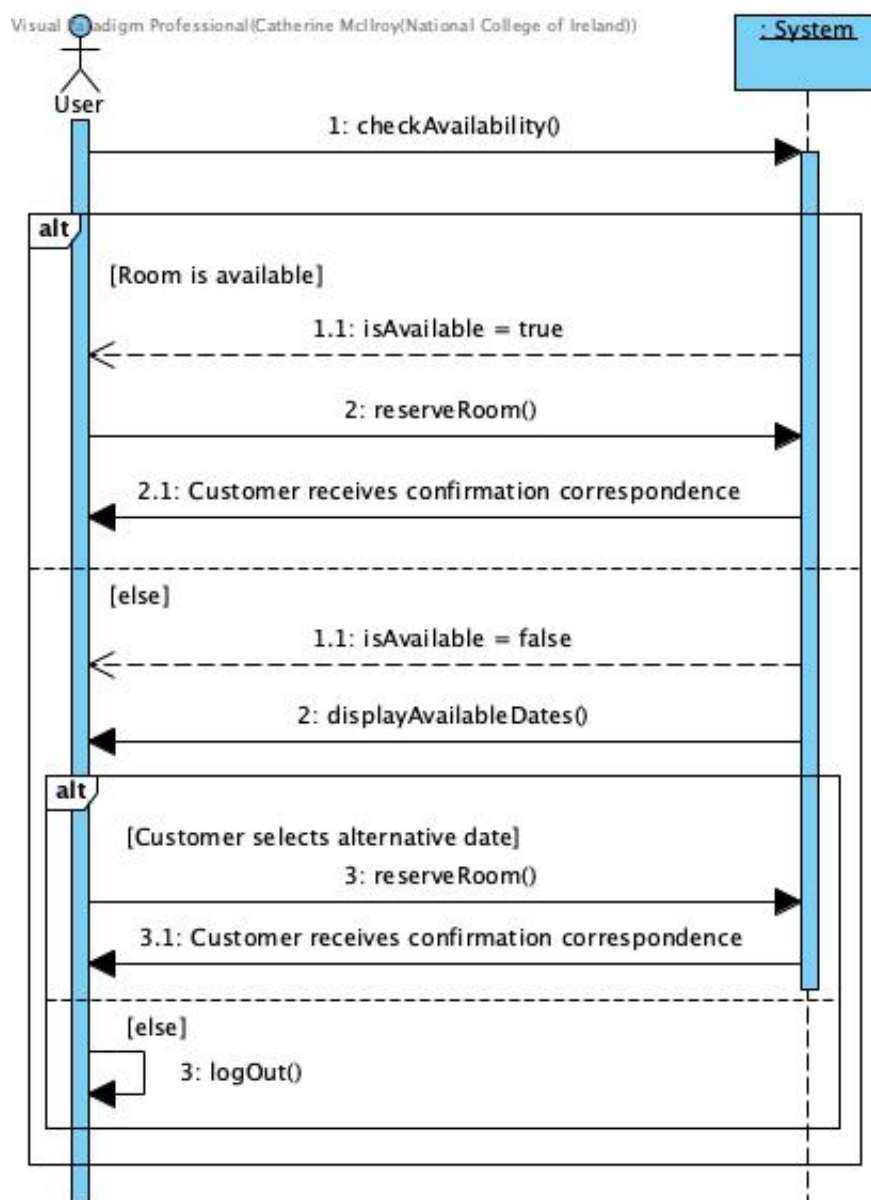 Visual Paradigm Professional(Catherine McIlroy(National College of Ireland))
: System
User
1: checkAvailability()
alt
[Room is available]
1.1: isAvailable = true
2: reserveRoom()
2.1: Customer receives confirmation correspondence
[else]
1.1: isAvailable = false
2: displayAvailableDates()
alt
[Customer selects alternative date]
3: reserveRoom()
3.1: Customer receives confirmation correspondence
[else]
3: logOut()